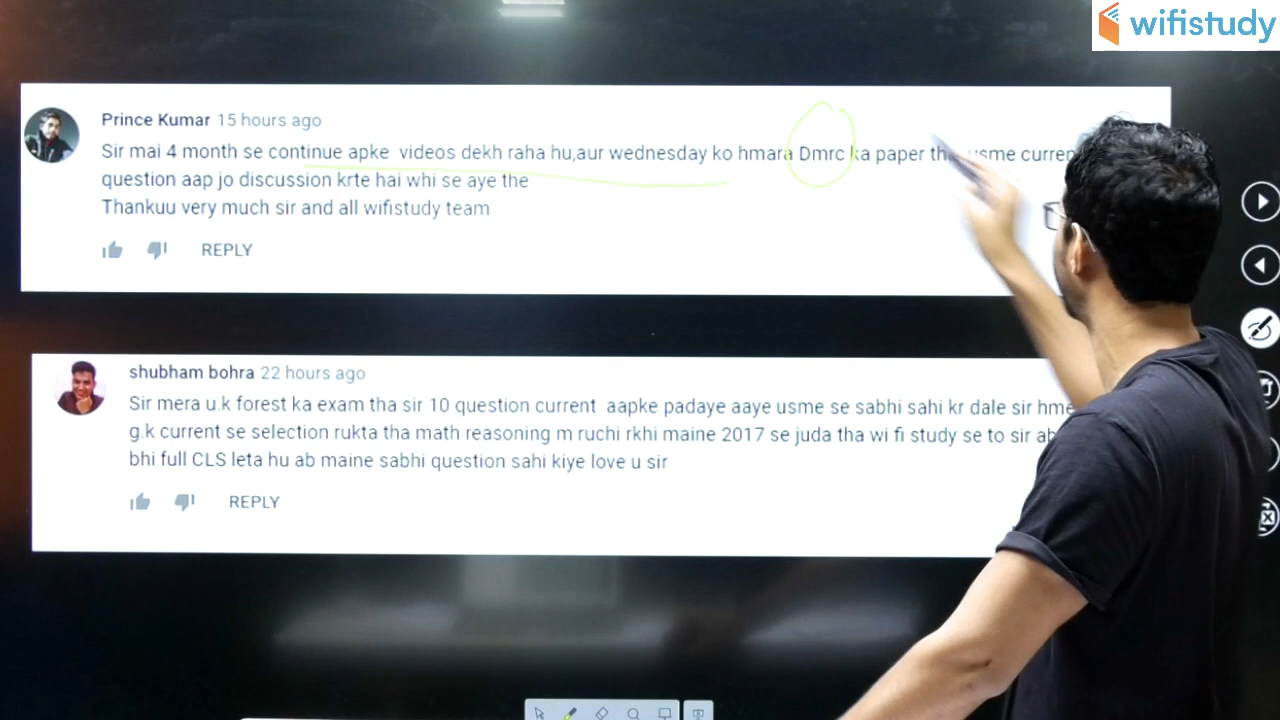 wifistudy
Prince Kumar 15 hours ago
Sir mai 4 month se continue apke videos dekh raha hu,aur wednesday ko hmara Dmrc ka paper usme
question aap jo discussion krte hai whi se aye the
Thankuu very much sir and all wifistudy team
REPLY
shubham bohra 22 hours ago
Sir mera u.k forest ka exam tha sir 10 question current aapke padaye aaye usme se sabhi sahi kr dale sir
g.k current se selection rukta tha math reasoning m ruchi rkhi maine 2017 se juda tha wi fi study se to sir
bhi full CLS leta hu ab maine sabhi question sahi kiye love u sir
REPLY